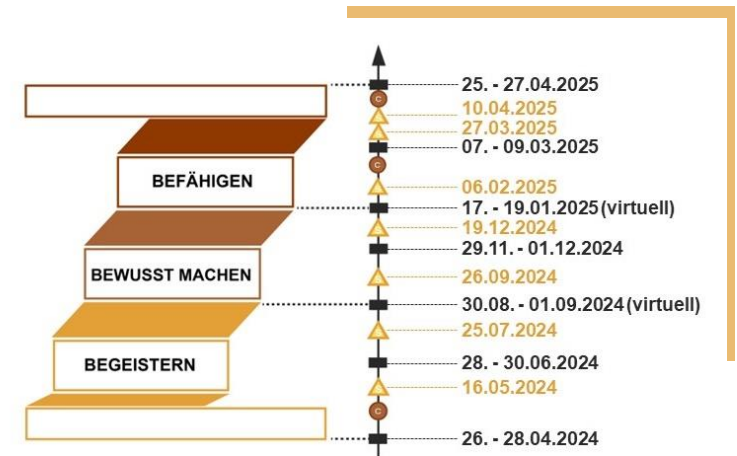 25. - 27.04.2025
C
10.04.2025
27.03.2025
07. - 09.03.2025
C
BEFÄHIGEN
06.02.2025
17. - 19.01.2025 (virtuell)
19.12.2024
29.11. - 01.12.2024
BEWUSST MACHEN
26.09.2024
30.08. - 01.09.2024 (virtuell)
25.07.2024
BEGEISTERN
28. - 30.06.2024
16.05.2024
C
26. - 28.04.2024